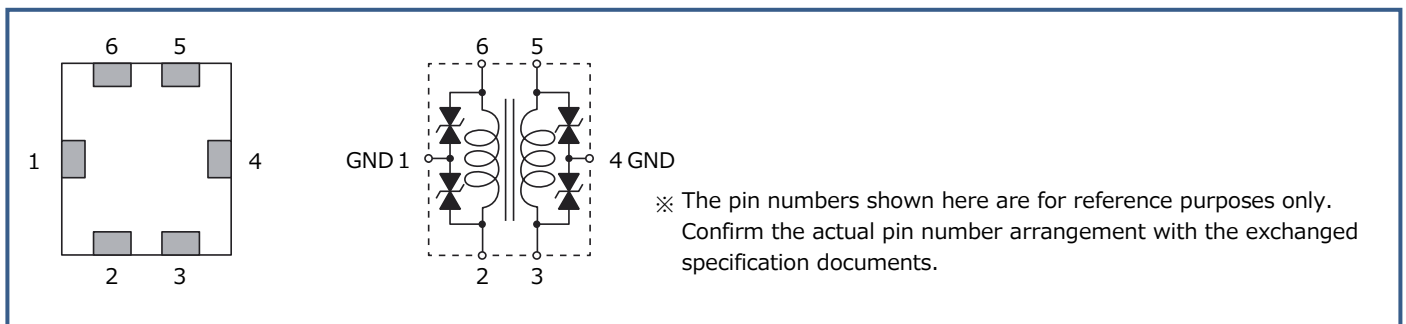 6 5
1 4
2 3
6 5
GND 1 4 GND
2 3
※ The pin numbers shown here are for reference purposes only.
Confirm the actual pin number arrangement with the exchanged
specification documents.